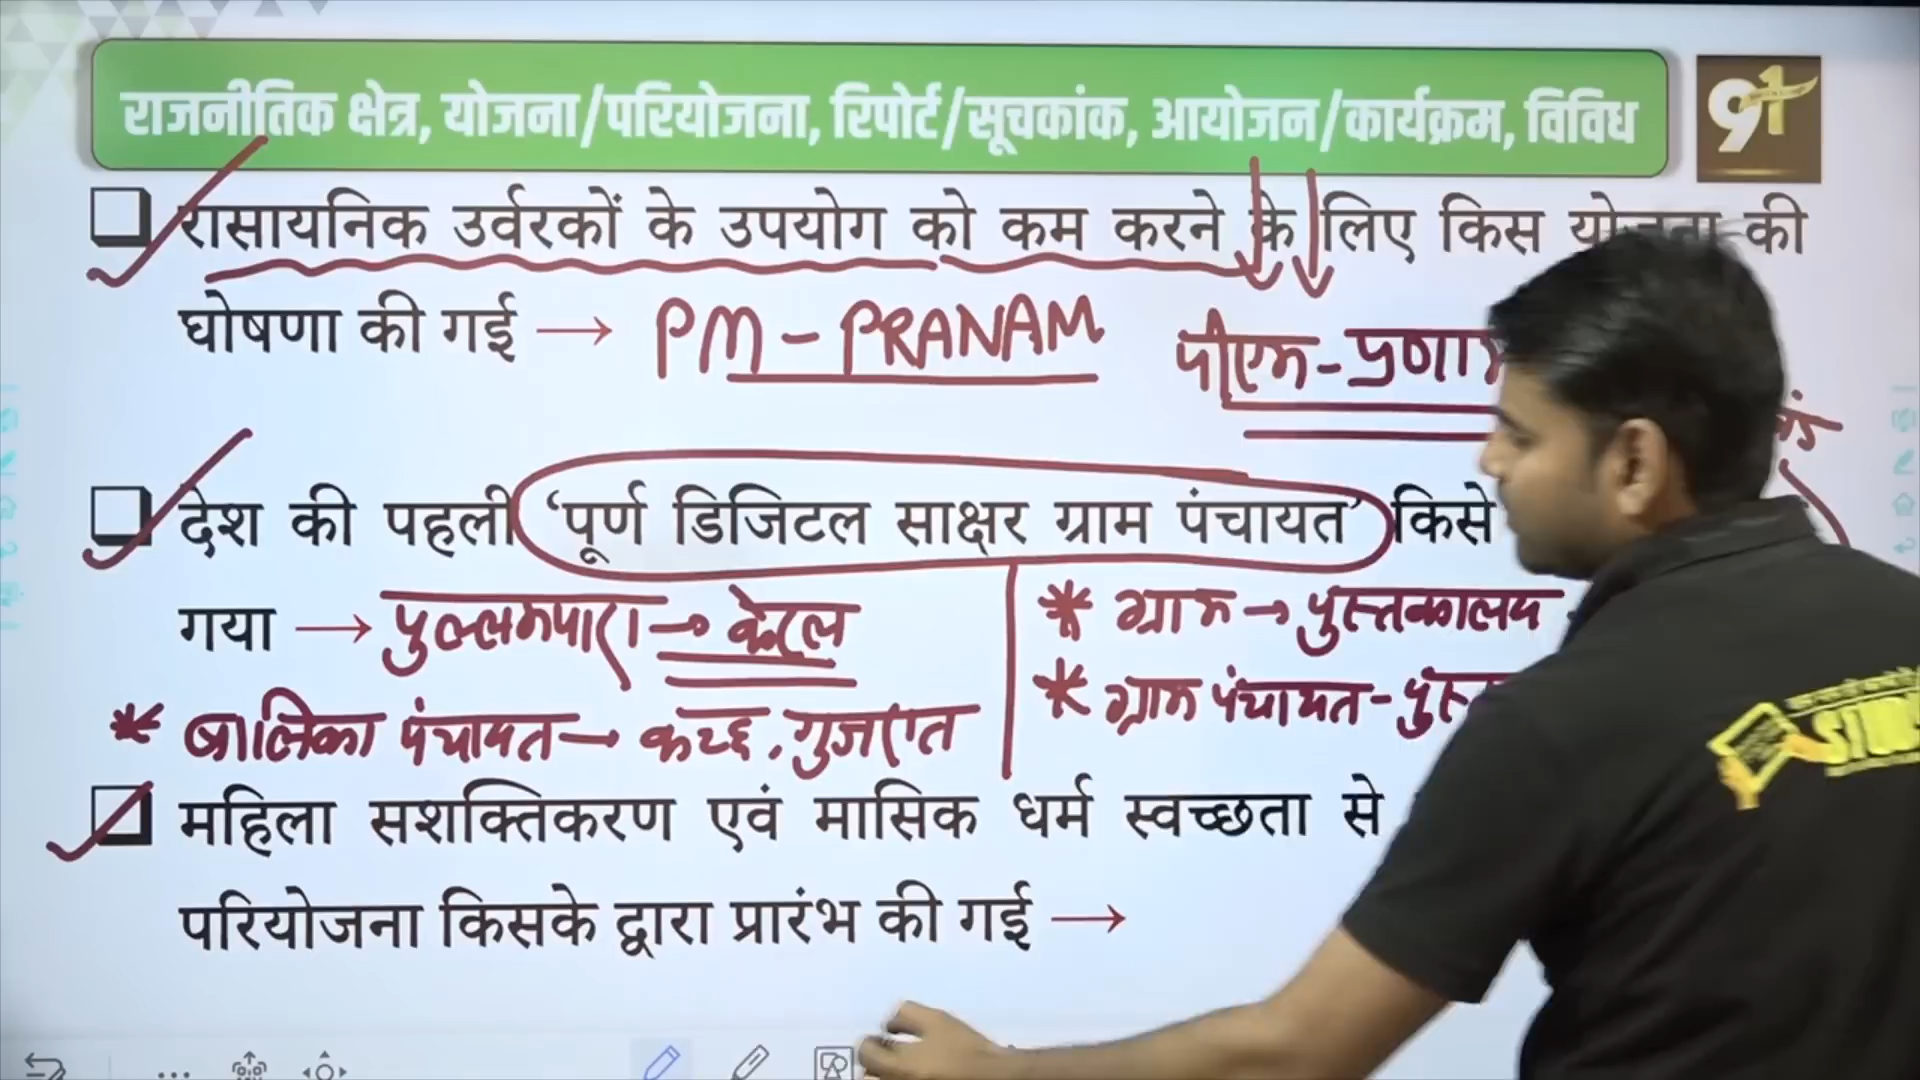 राजनीतिक क्षेत्र, योजना/परियोजना, रिपोर्ट/सूचकांक, आयोजन/कार्यक्रम, विविध
रासायनिक उर्वरकों के उपयोग को कम करने के लिए किस योजना की
घोषणा की गई → PM - PRANAM पीएम - प्रणाम
देश की पहली 'पूर्ण डिजिटल साक्षर ग्राम पंचायत' किसे
गया → पुल्लमपारा → केरल
* ग्राम → पुस्तकालय
* ग्राम पंचायत -
* बालिका पंचायत → कच्छ, गुजरात
महिला सशक्तिकरण एवं मासिक धर्म स्वच्छता से
परियोजना किसके द्वारा प्रारंभ की गई →